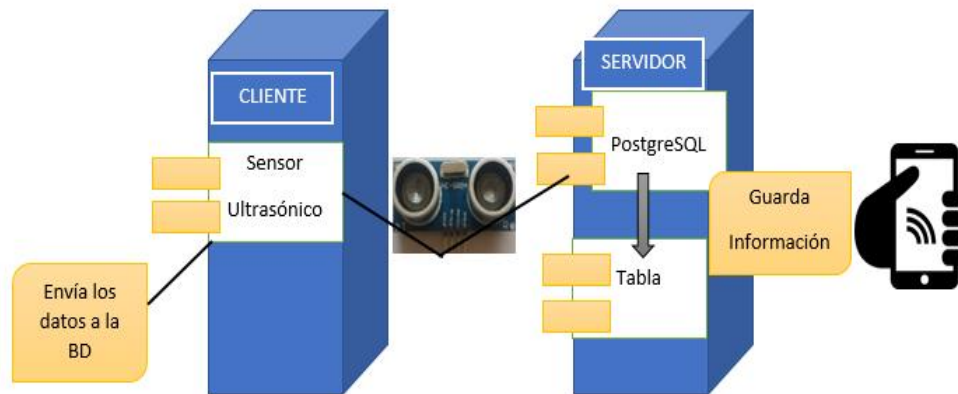 CLIENTE
Sensor
Ultrasónico
Envía los
datos a la
BD
SERVIDOR
PostgreSQL
Tabla
Guarda
Información